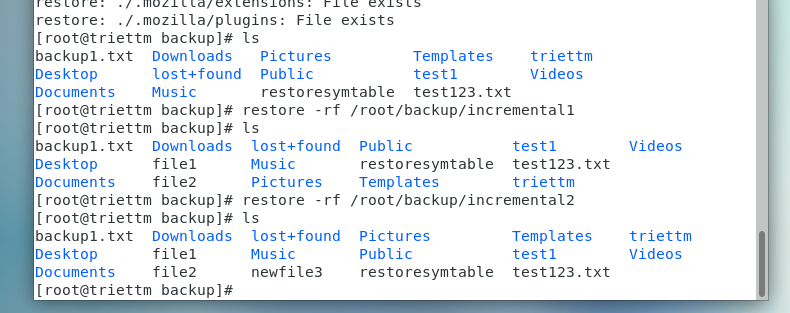 restore: ./.mozilla/extensions: File exists
restore: ./.mozilla/plugins: File exists
[root@triettm backup]# ls
backup1.txt  Downloads   Pictures         Templates    triettm
Desktop      lost+found  Public           test1        Videos
Documents    Music       restoresymtable  test123.txt
[root@triettm backup]# restore -rf /root/backup/incremental1
[root@triettm backup]# ls
backup1.txt  Downloads  lost+found  Public           test1        Videos
Desktop      file1      Music       restoresymtable  test123.txt
Documents    file2      Pictures    Templates        triettm
[root@triettm backup]# restore -rf /root/backup/incremental2
[root@triettm backup]# ls
backup1.txt  Downloads  lost+found  Pictures         Templates    triettm
Desktop      file1      Music       Public           test1        Videos
Documents    file2      newfile3    restoresymtable  test123.txt
[root@triettm backup]#